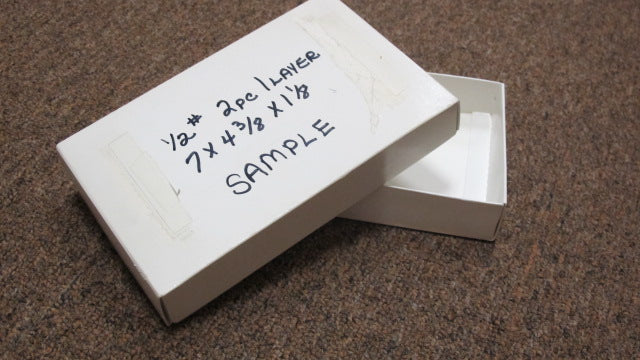 1/2# 2PC 1 LAYER
7 X 4 3/8 X 1 1/8
SAMPLE